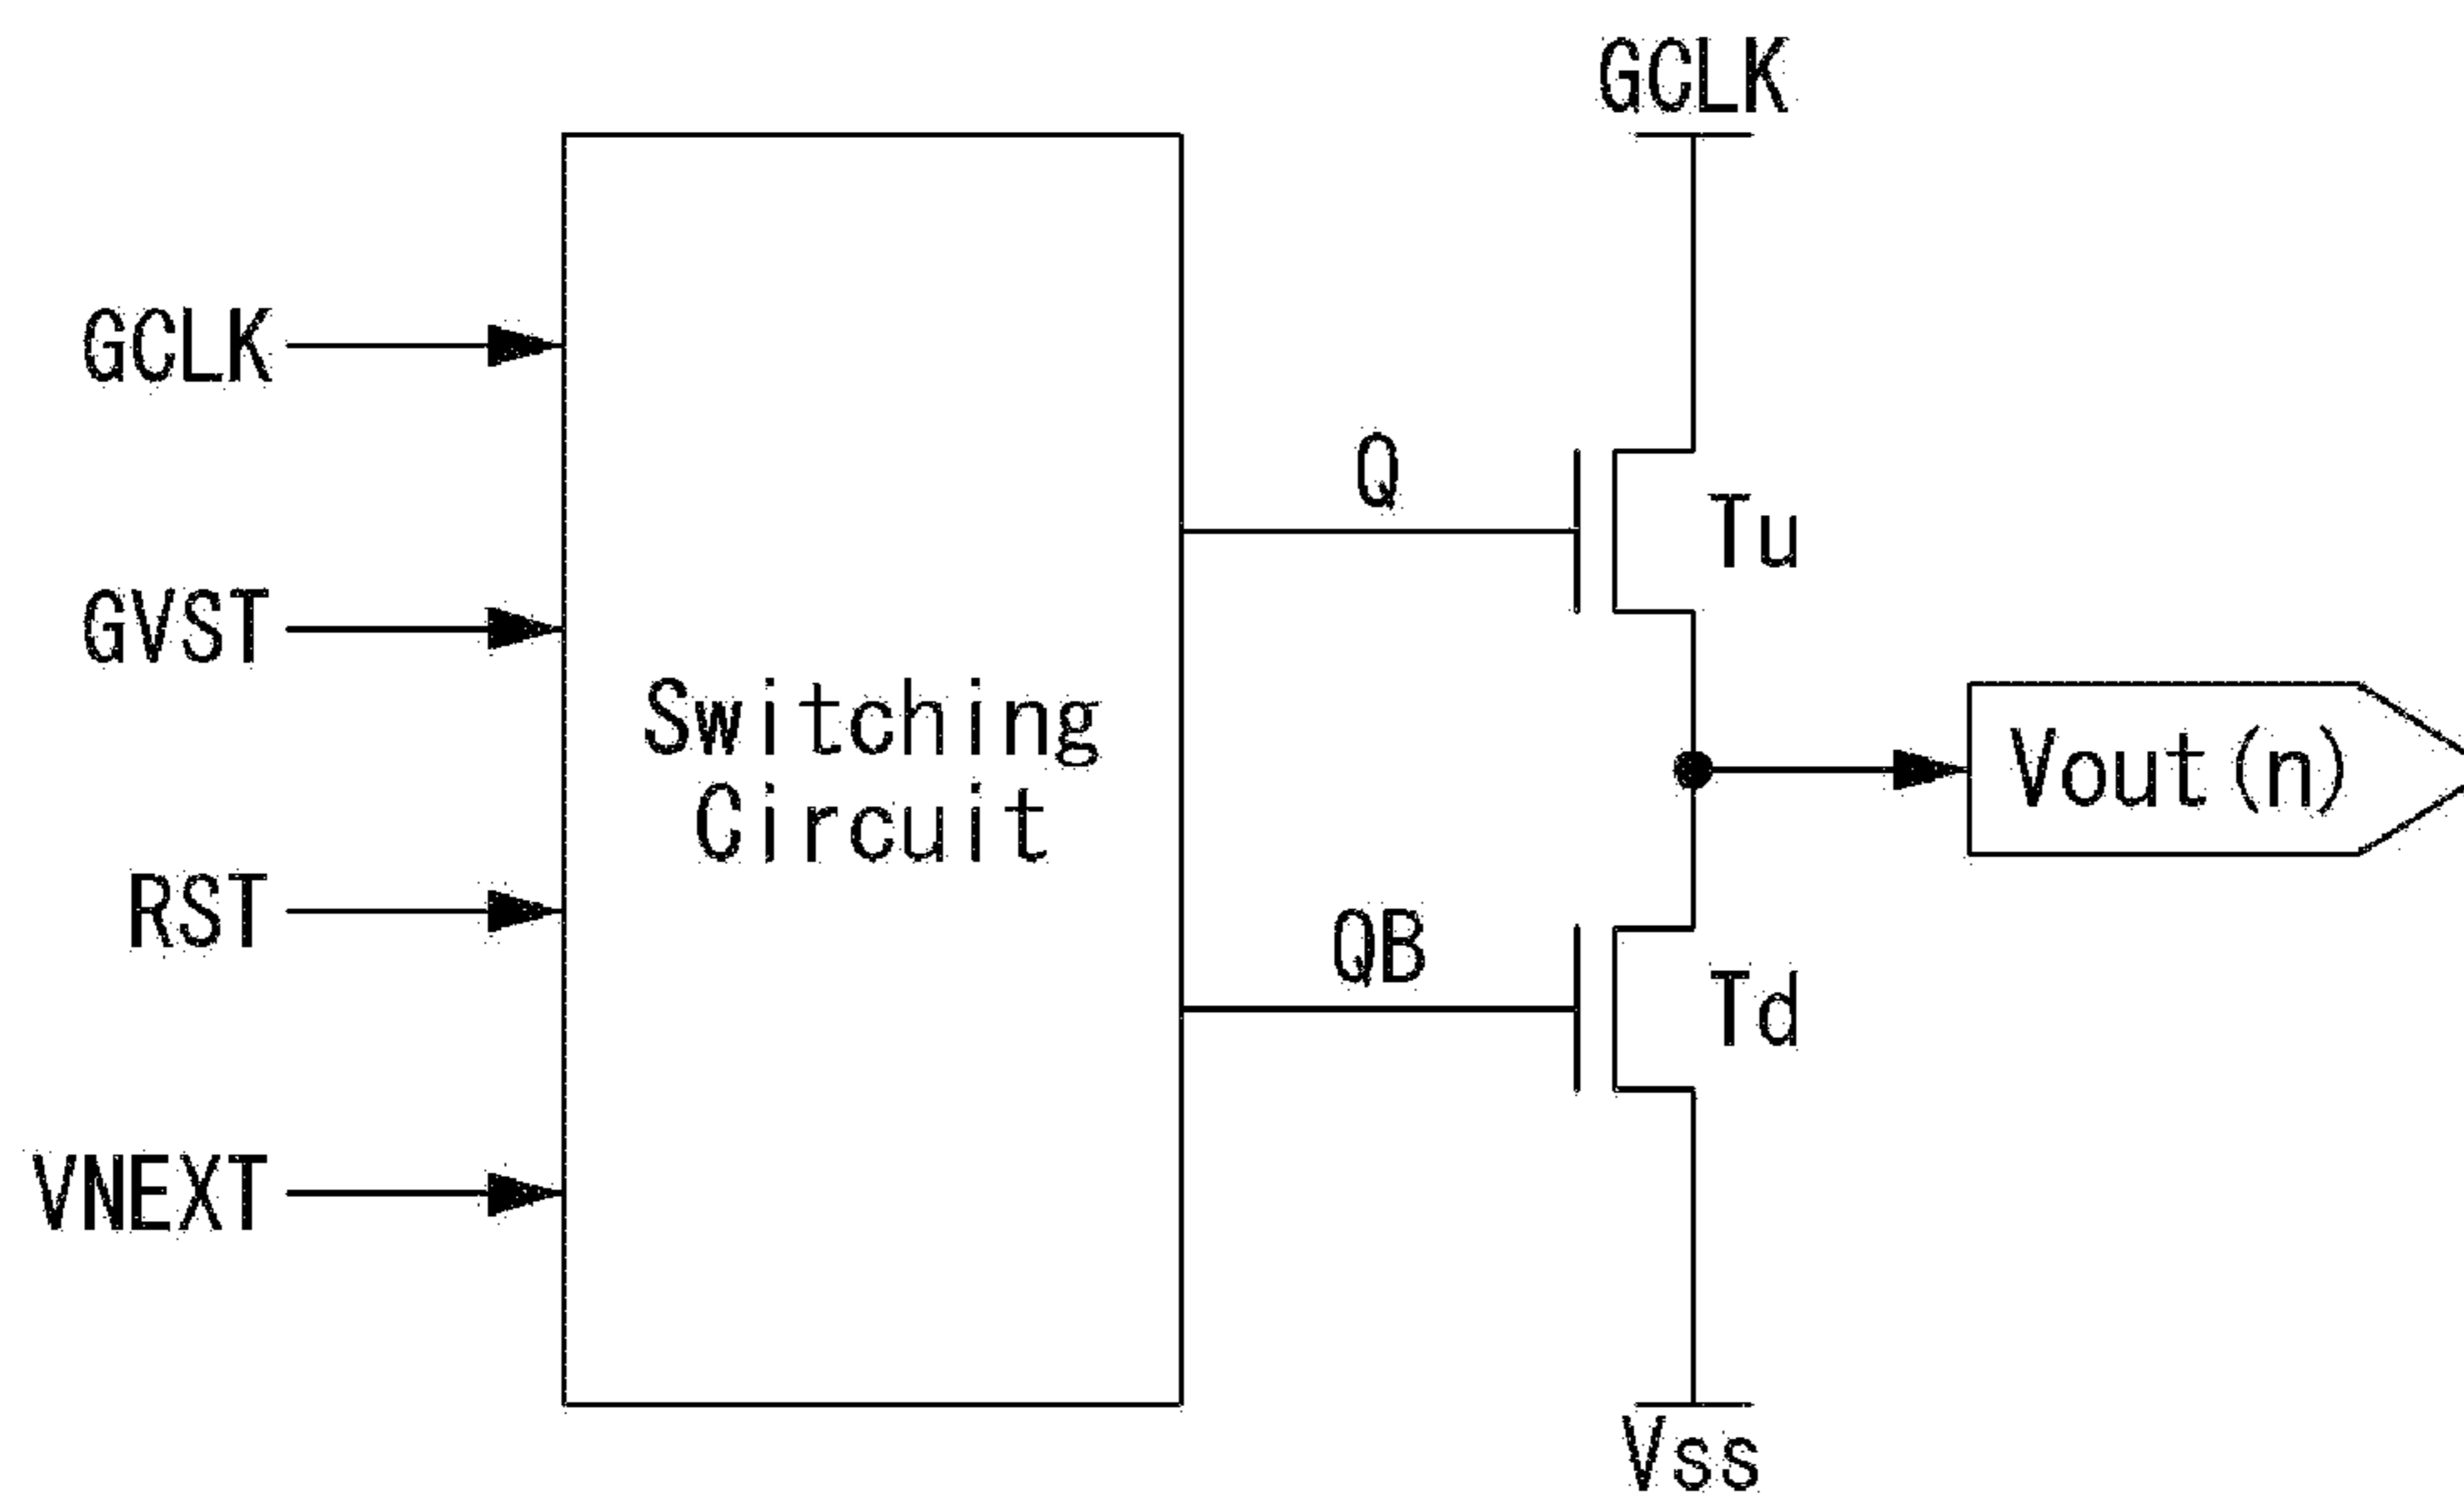 GCLK
GCLK
Q
Tu
GVST
Switching
Circuit
Vout(n)
RST
QB
Td
VNEXT
Vss